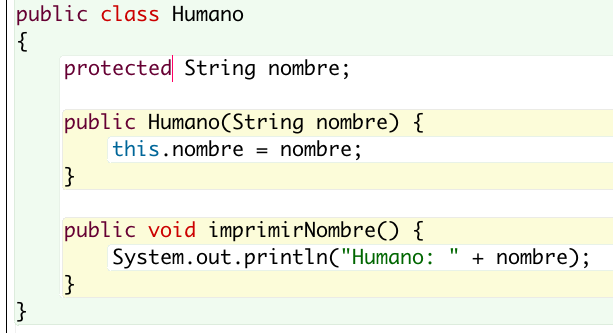 public class Humano
{
protected String nombre;
public Humano(String nombre) {
this.nombre = nombre;
}
public void imprimirNombre() {
System.out.println("Humano: " + nombre);
}
}